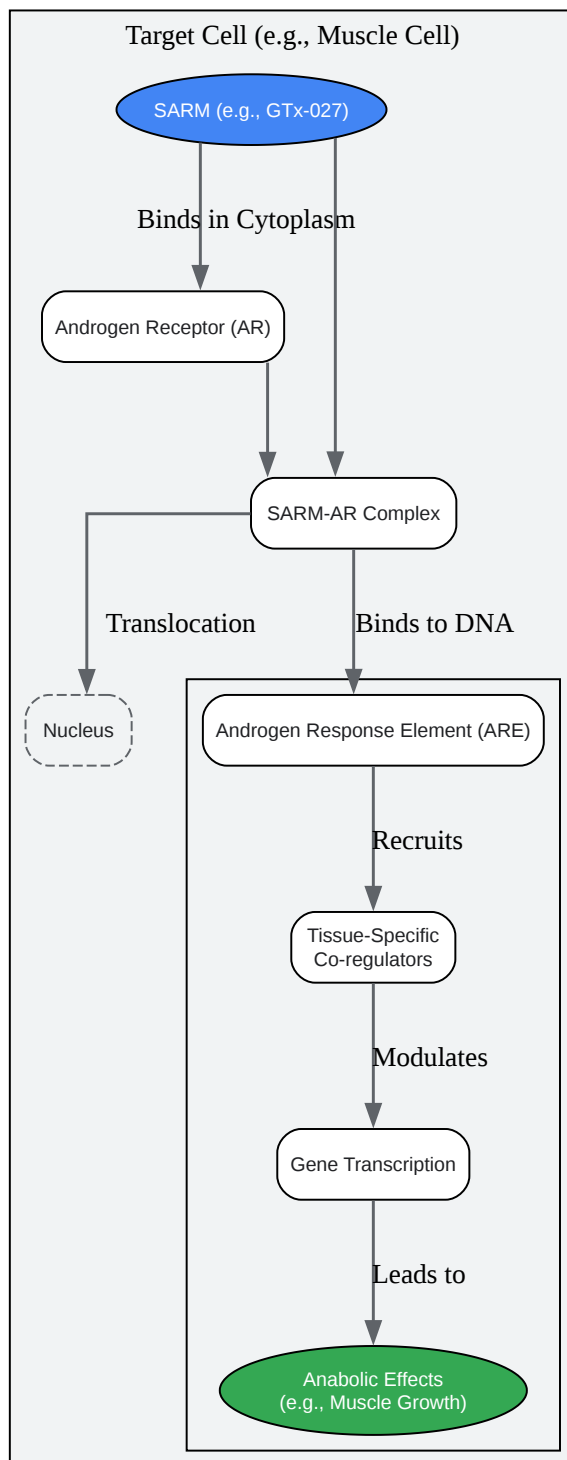 Target Cell (e.g., Muscle Cell)
SARM (e.g., GTx-027)
Binds in Cytoplasm
Androgen Receptor (AR)
SARM-AR Complex
Translocation
Binds to DNA
Nucleus
Androgen Response Element (ARE)
Recruits
Tissue-Specific
Co-regulators
Modulates
Gene Transcription
Leads to
Anabolic Effects
(e.g., Muscle Growth)